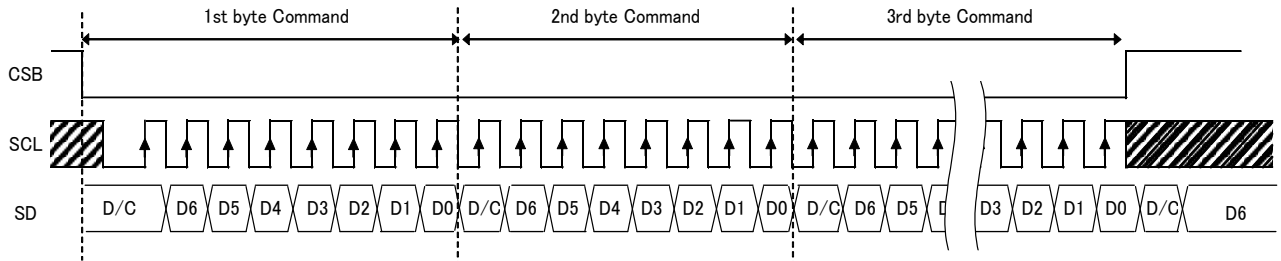 1st byte Command 2nd byte Command 3rd byte Command
CSB
SCL
SD D/C D6 D5 D4 D3 D2 D1 D0 D/C D6 D5 D4 D3 D2 D1 D0 D/C D6 D5 D3 D2 D1 D0 D/C D6